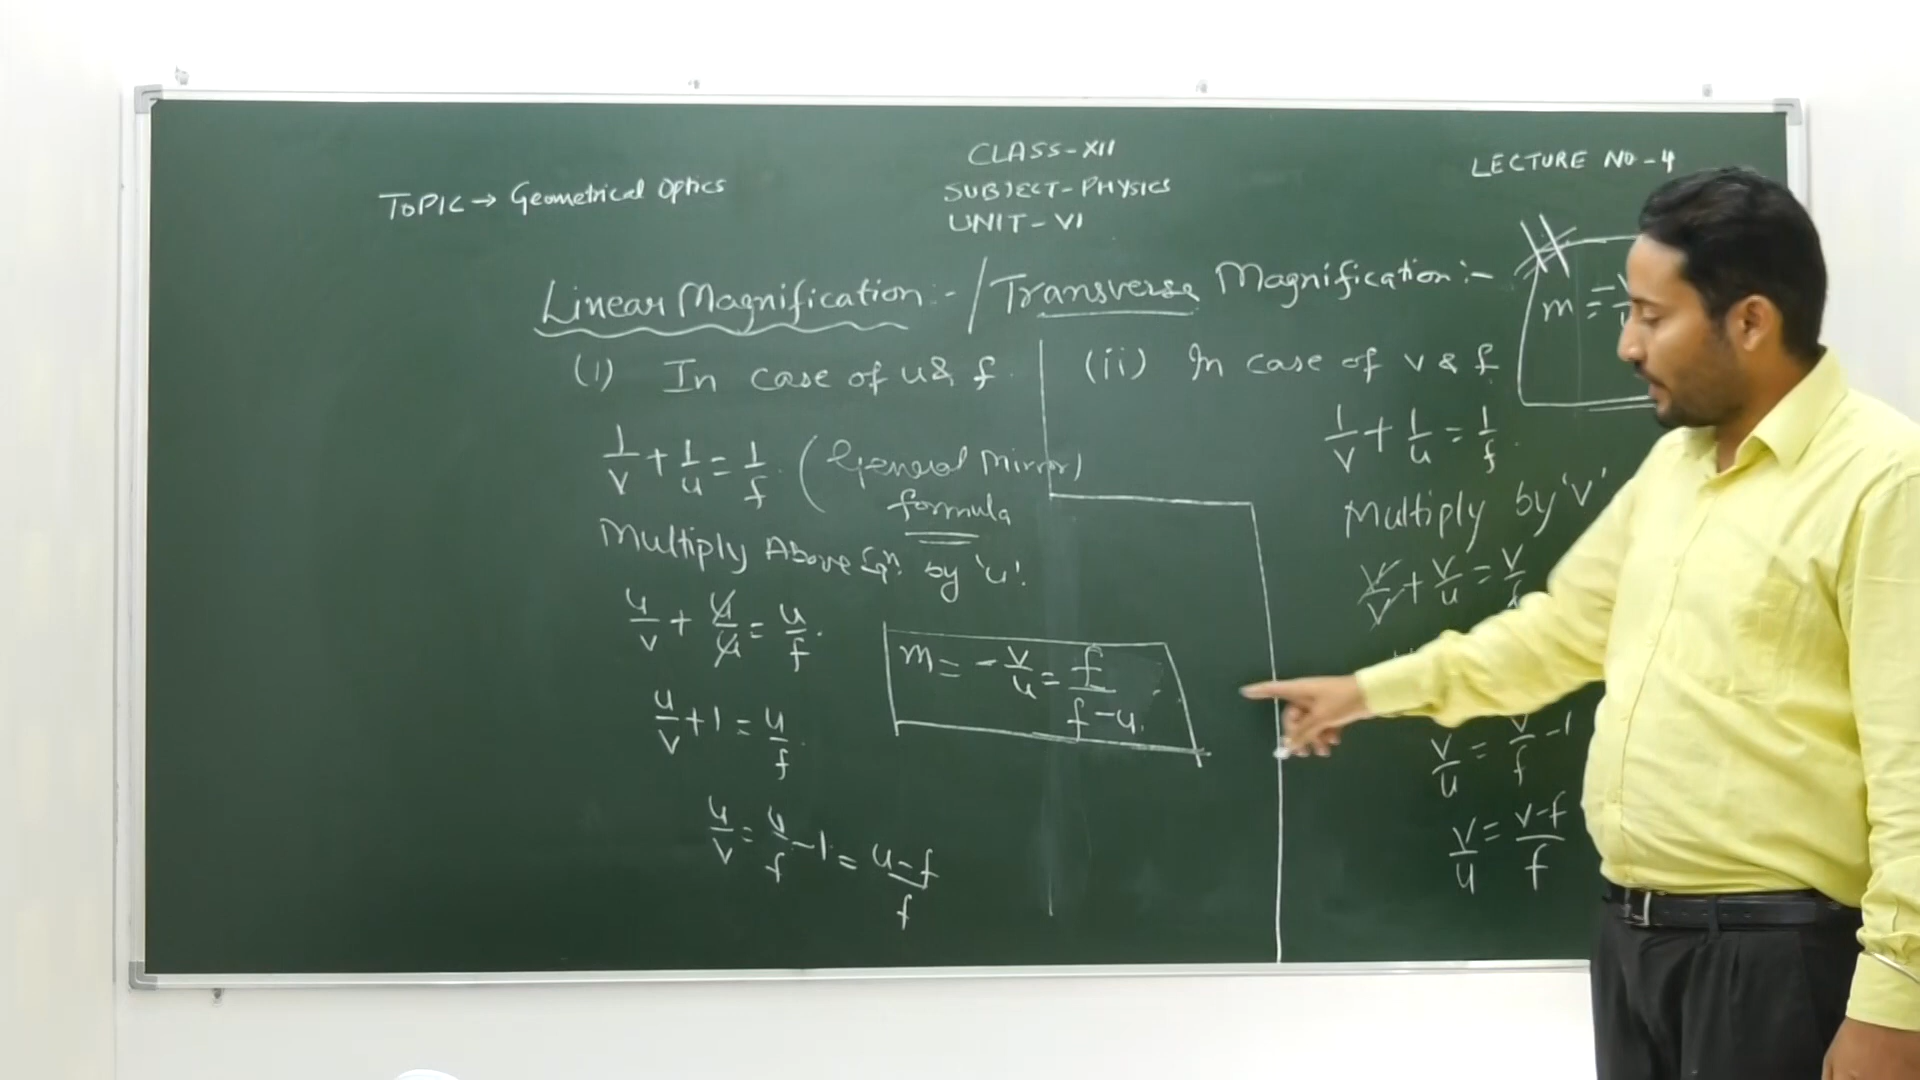 CLASS-XII
LECTURE NO-4
TOPIC → Geometrical Optics
SUBJECT-PHYSICS
UNIT-VI
Linear Magnification:- / Transverse Magnification:-
m = -v
(i) In case of u & f
1/v + 1/u = 1/f (General Mirror)
formula
Multiply Above Eqn. by 'u'.
u/v + u/u = u/f
u/v + 1 = u/f
u/v = u/f - 1 = u-f/f
m = -v/u = f/f-u
(ii) In case of v & f
1/v + 1/u = 1/f
Multiply by 'v'
v/v + v/u = v/f
v/u = v/f - 1
v/u = v-f/f